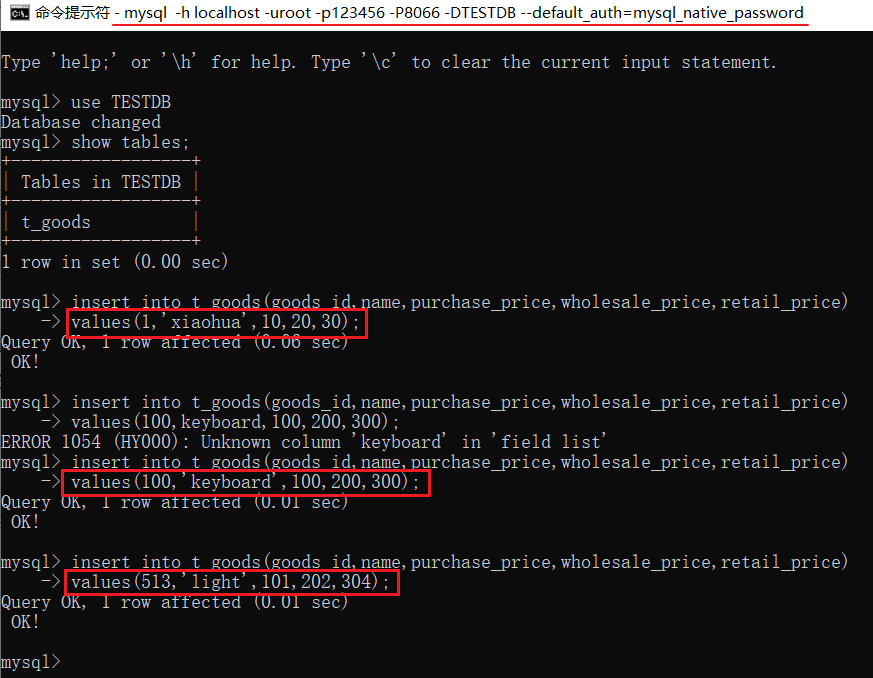 命令提示符 - mysql -h localhost -uroot -p123456 -P8066 -DTESTDB --default_auth=mysql_native_password
Type 'help;' or '\h' for help. Type '\c' to clear the current input statement.
mysql> use TESTDB
Database changed
mysql> show tables;
+------------------+
| Tables in TESTDB |
+------------------+
| t_goods          |
+------------------+
1 row in set (0.00 sec)
mysql> insert into t_goods(goods_id,name,purchase_price,wholesale_price,retail_price)
    -> values(1,'xiaohua',10,20,30);
Query OK, 1 row affected (0.06 sec)
 OK!
mysql> insert into t_goods(goods_id,name,purchase_price,wholesale_price,retail_price)
    -> values(100,keyboard,100,200,300);
ERROR 1054 (HY000): Unknown column 'keyboard' in 'field list'
mysql> insert into t_goods(goods_id,name,purchase_price,wholesale_price,retail_price)
    -> values(100,'keyboard',100,200,300);
Query OK, 1 row affected (0.01 sec)
 OK!
mysql> insert into t_goods(goods_id,name,purchase_price,wholesale_price,retail_price)
    -> values(513,'light',101,202,304);
Query OK, 1 row affected (0.01 sec)
 OK!
mysql>